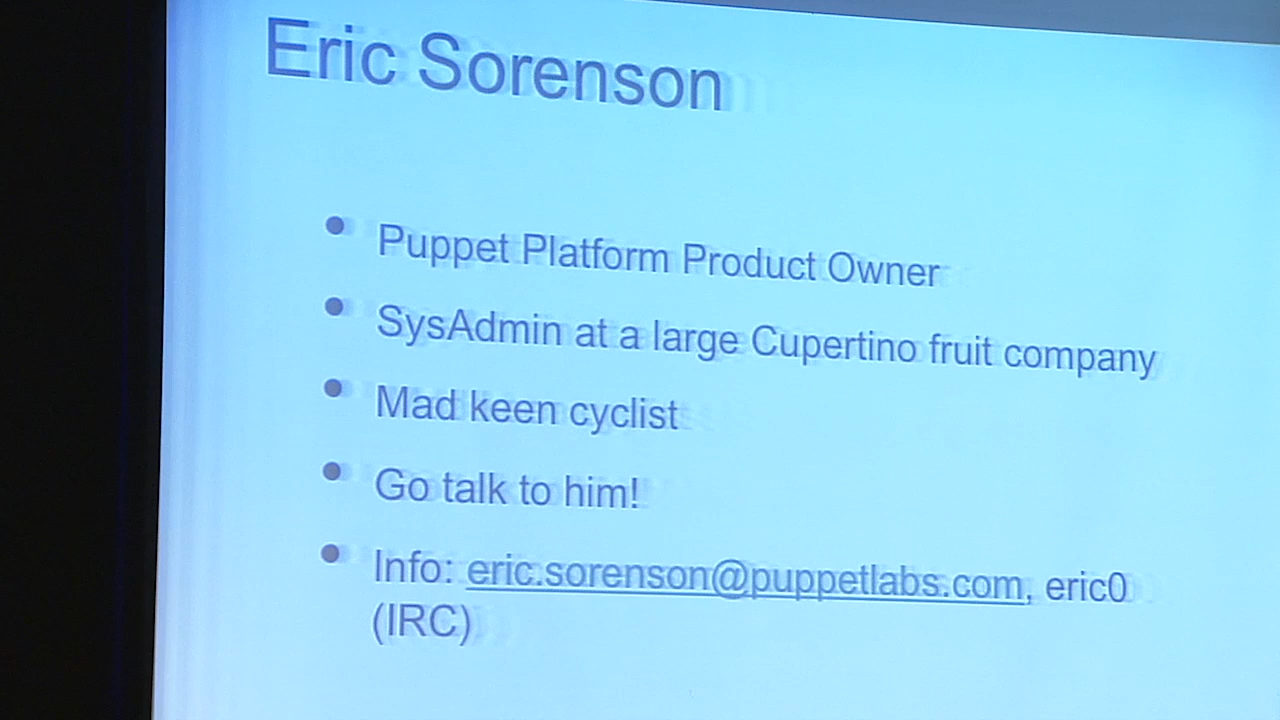 Eric Sorenson
Puppet Platform Product Owner
SysAdmin at a large Cupertino fruit company
Mad keen cyclist
Go talk to him!
Info: eric.sorenson@puppetlabs.com, eric0
(IRC)